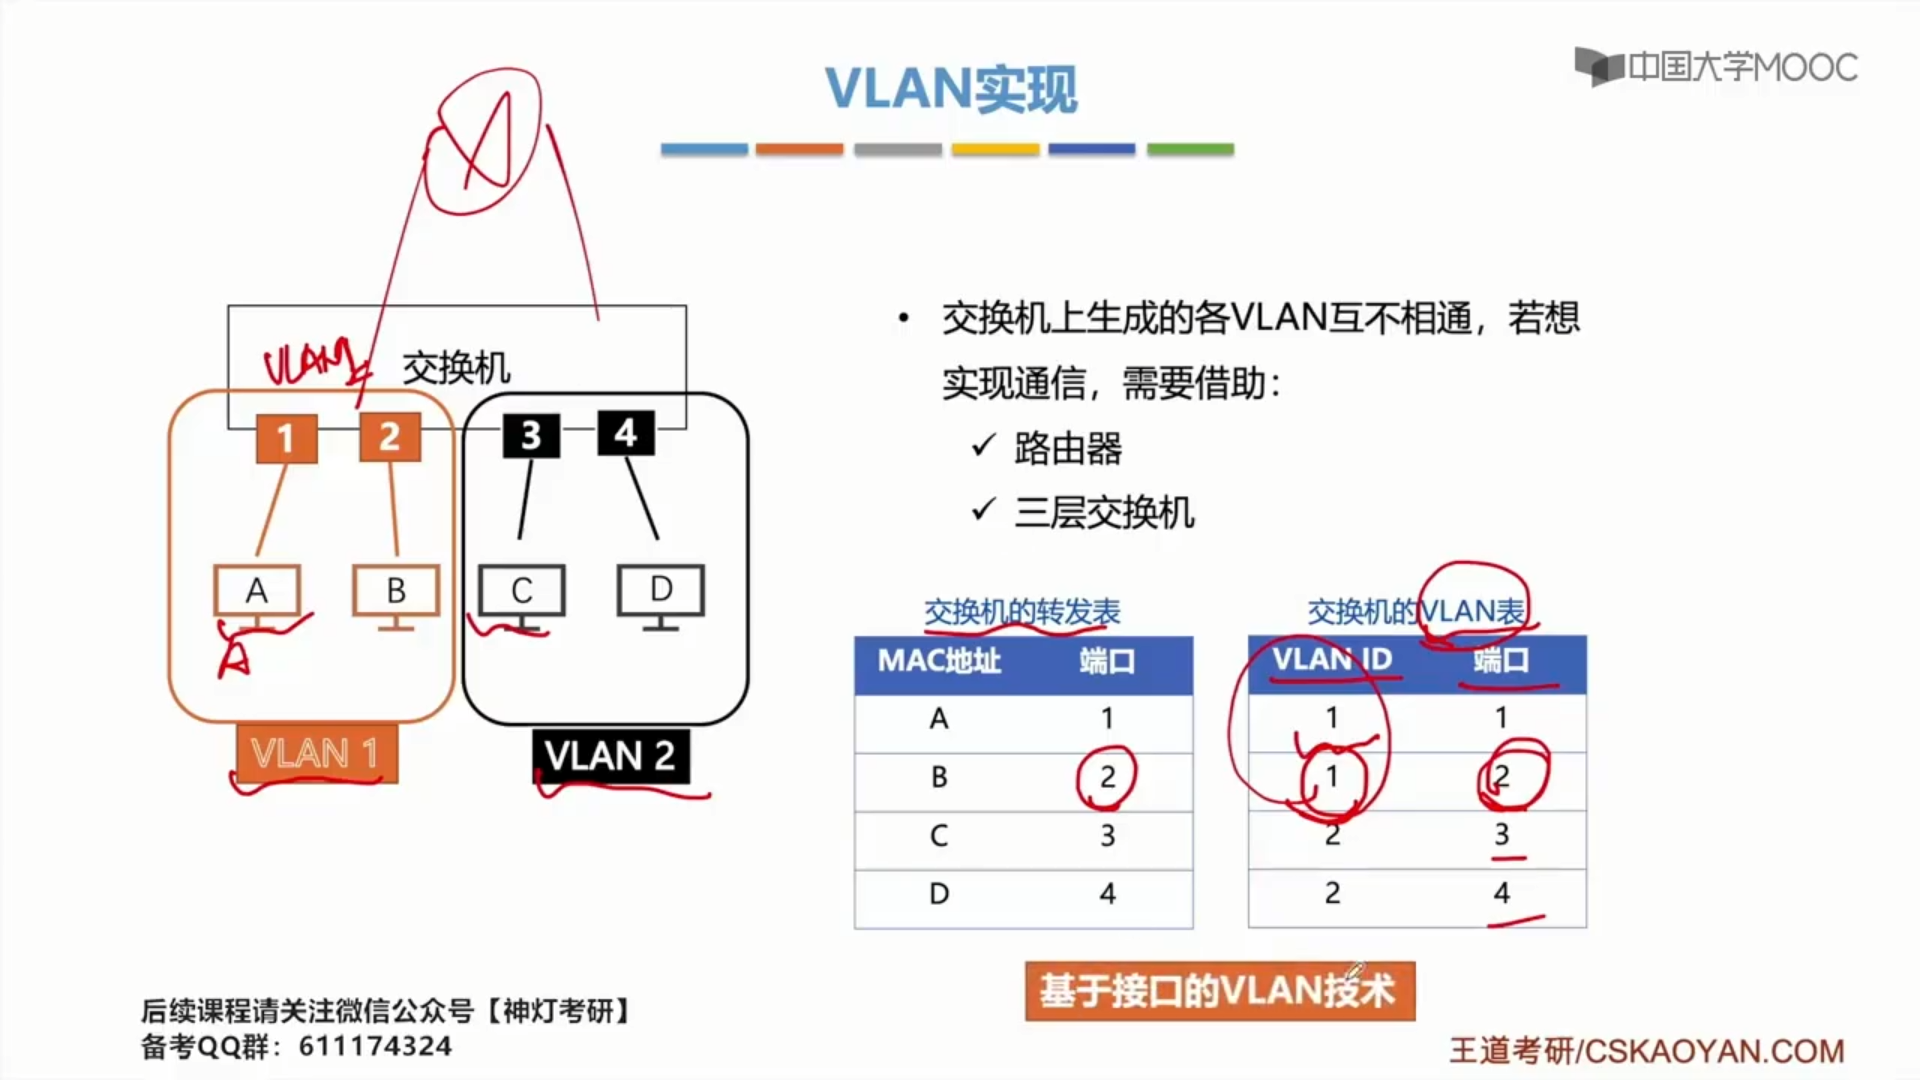 中国大学MOOC
VLAN实现
VLAN
交换机
1 2 3 4
A B C D
A
VLAN 1 VLAN 2
• 交换机上生成的各VLAN互不相通，若想
实现通信，需要借助：
✓ 路由器
✓ 三层交换机
交换机的转发表
MAC地址 端口
A 1
B 2
C 3
D 4
交换机的VLAN表
VLAN ID 端口
1 1
1 2
2 3
2 4
基于接口的VLAN技术
后续课程请关注微信公众号【神灯考研】
备考QQ群：611174324
王道考研/CSKAOYAN.COM